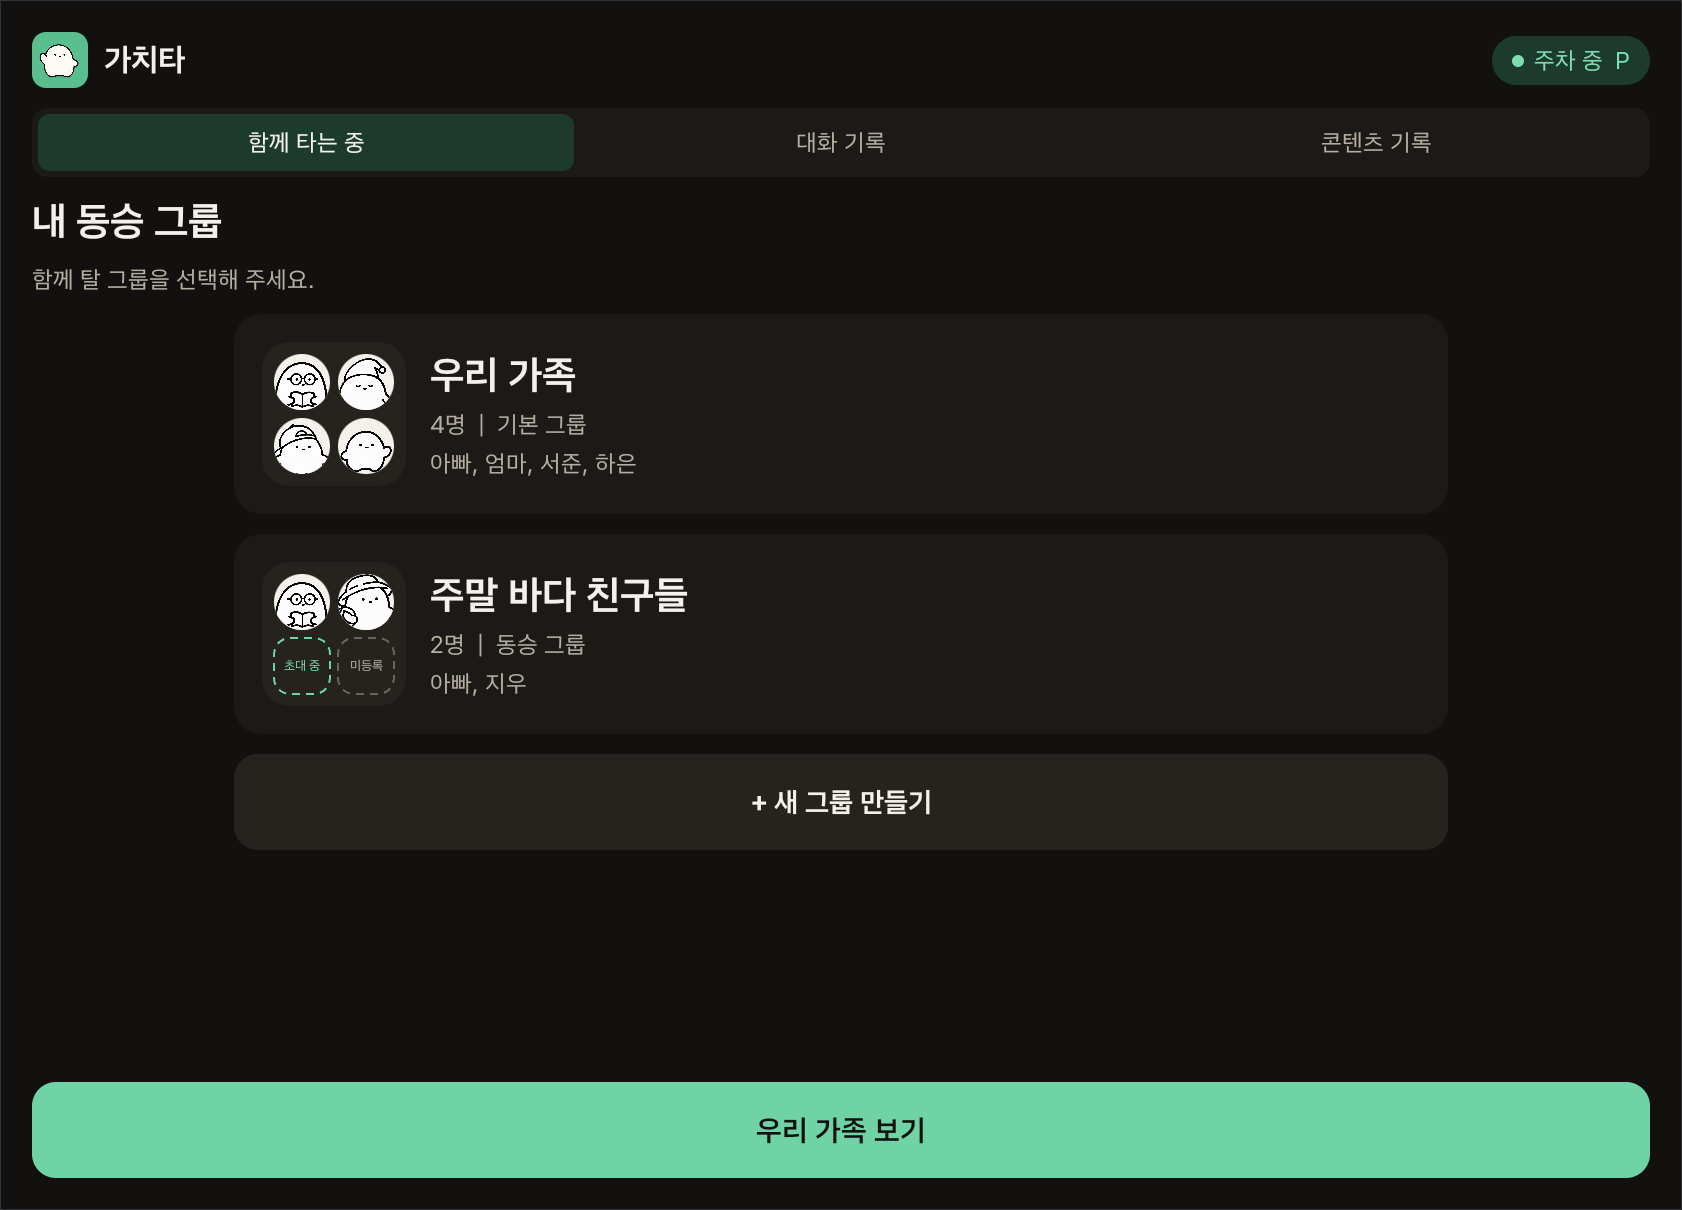 가치타
주차 중 P
함께 타는 중
대화 기록
콘텐츠 기록
내 동승 그룹
함께 탈 그룹을 선택해 주세요.
우리 가족
4명 | 기본 그룹
아빠, 엄마, 서준, 하은
주말 바다 친구들
2명 | 동승 그룹
아빠, 지우
초대 중
미등록
+ 새 그룹 만들기
우리 가족 보기